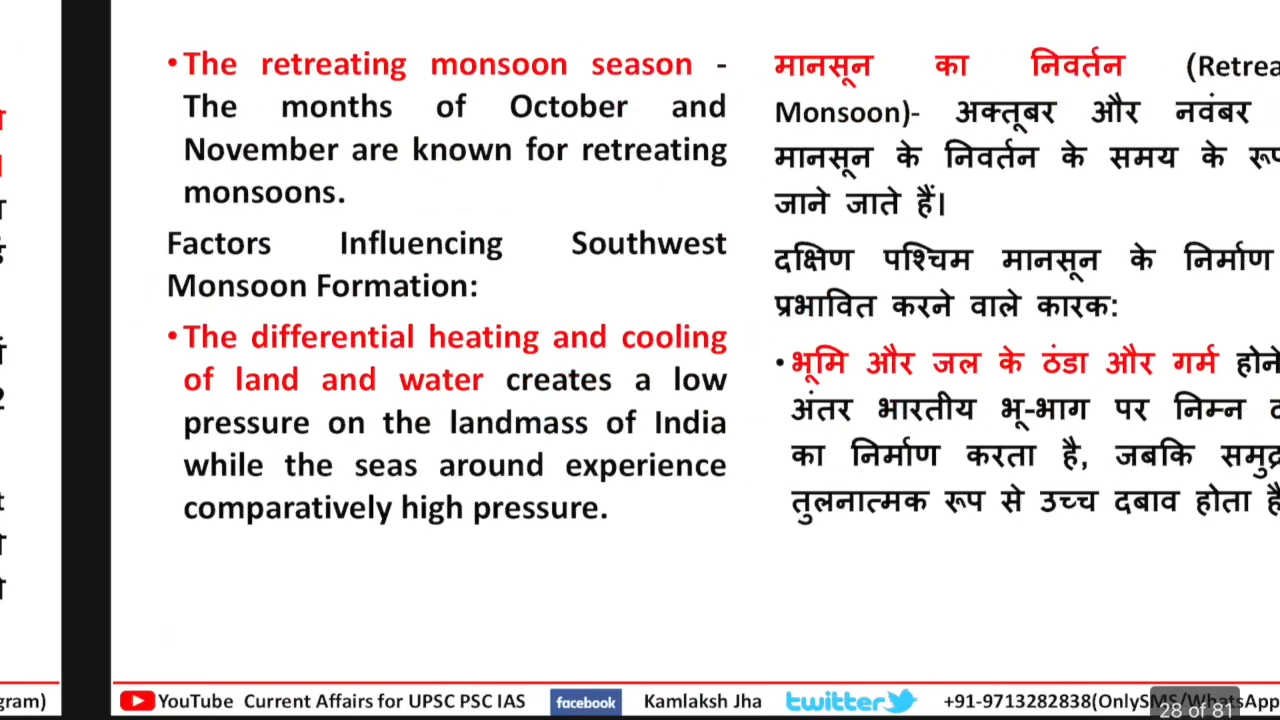 •The retreating monsoon season -
The months of October and
November are known for retreating
monsoons.
Factors Influencing Southwest
Monsoon Formation:
•The differential heating and cooling
of land and water creates a low
pressure on the landmass of India
while the seas around experience
comparatively high pressure.
मानसून का निवर्तन (Retrea
Monsoon)- अक्तूबर और नवंबर
मानसून के निवर्तन के समय के रूप
जाने जाते हैं।
दक्षिण पश्चिम मानसून के निर्माण
प्रभावित करने वाले कारक:
•भूमि और जल के ठंडा और गर्म होने
अंतर भारतीय भू-भाग पर निम्न
का निर्माण करता है, जबकि समुद्र
तुलनात्मक रूप से उच्च दबाव होता है
gram)
YouTube Current Affairs for UPSC PSC IAS facebook Kamlaksh Jha twitter +91-9713282838(OnlySMS/WhatsApp
28 of 81